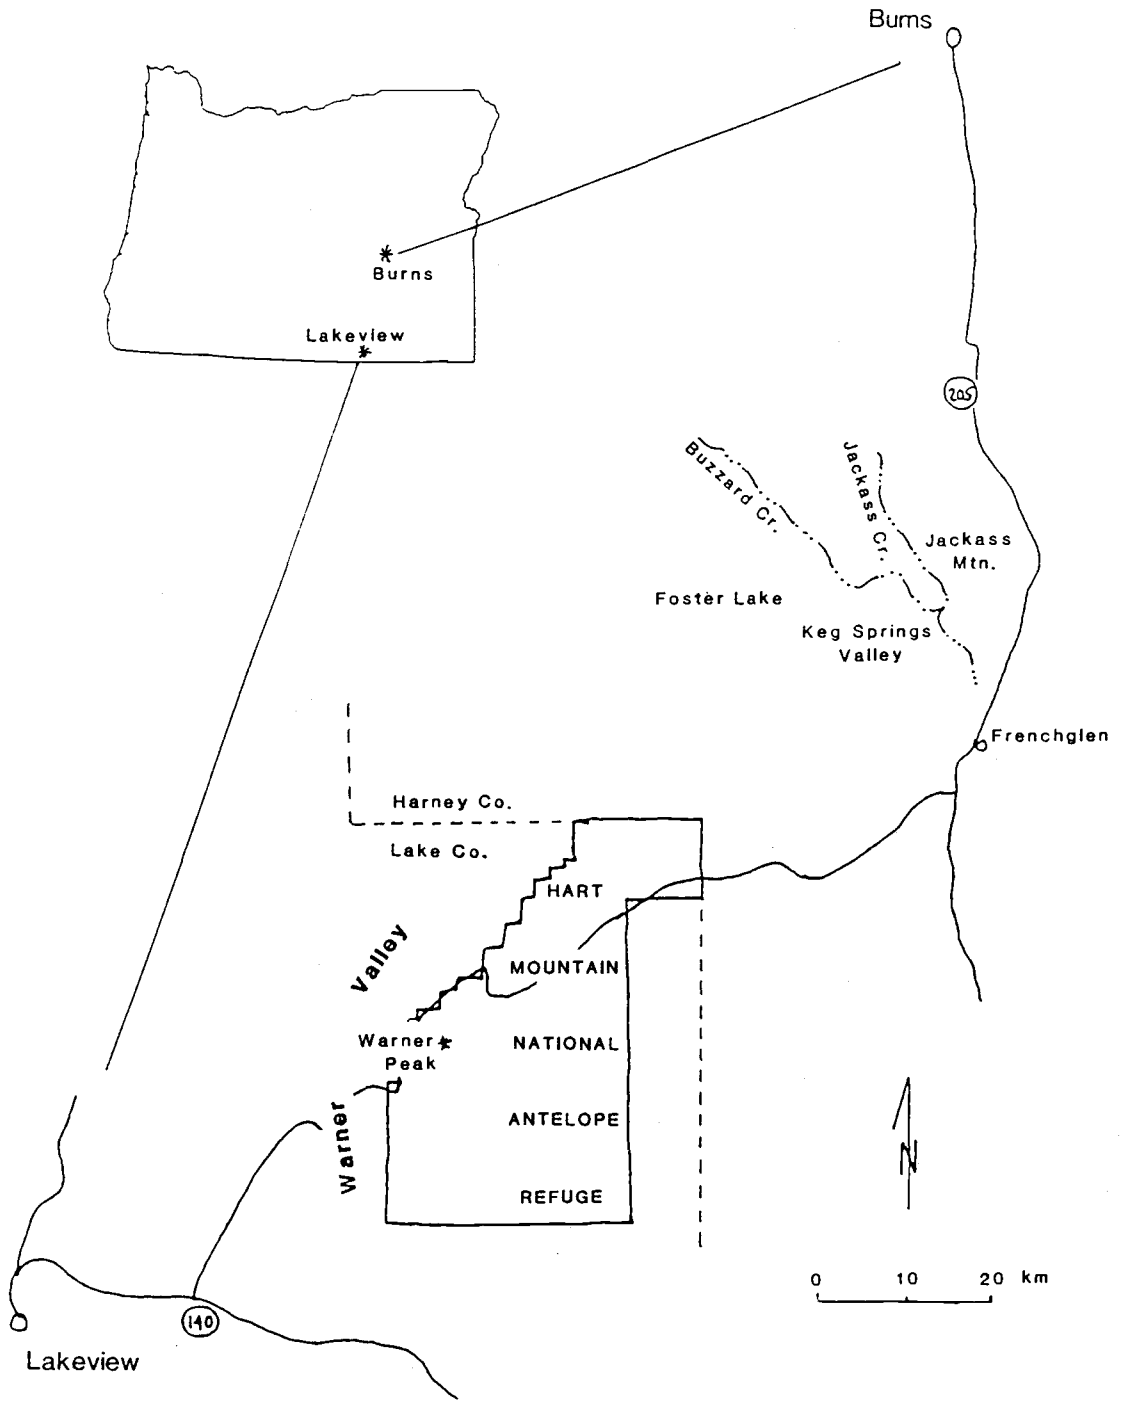 Burns
Burns
Lakeview
205
Buzzard Cr.
Jackass Cr.
Jackass
Mtn.
Foster Lake
Keg Springs
Valley
Frenchglen
Harney Co.
Lake Co.
HART
MOUNTAIN
NATIONAL
ANTELOPE
REFUGE
Warner Valley
Warner
Peak
N
0 10 20 km
140
Lakeview